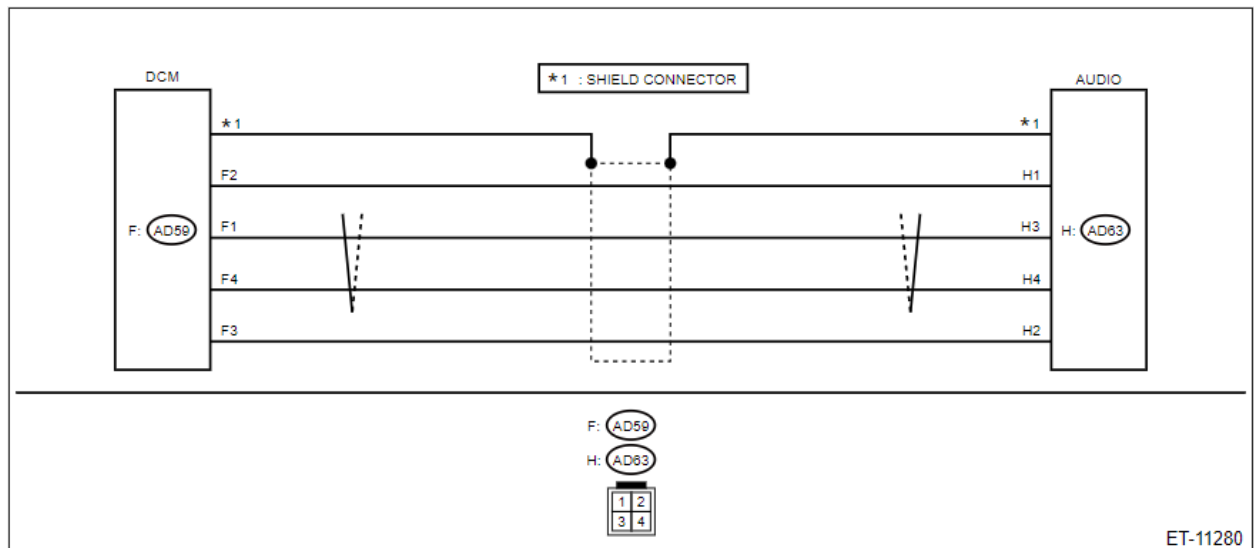 DCM
*1 : SHIELD CONNECTOR
AUDIO
*1
*1
F2
H1
F: AD59
F1
H3
H: AD63
F4
H4
F3
H2
F: AD59
H: AD63
1 2
3 4
ET-11280